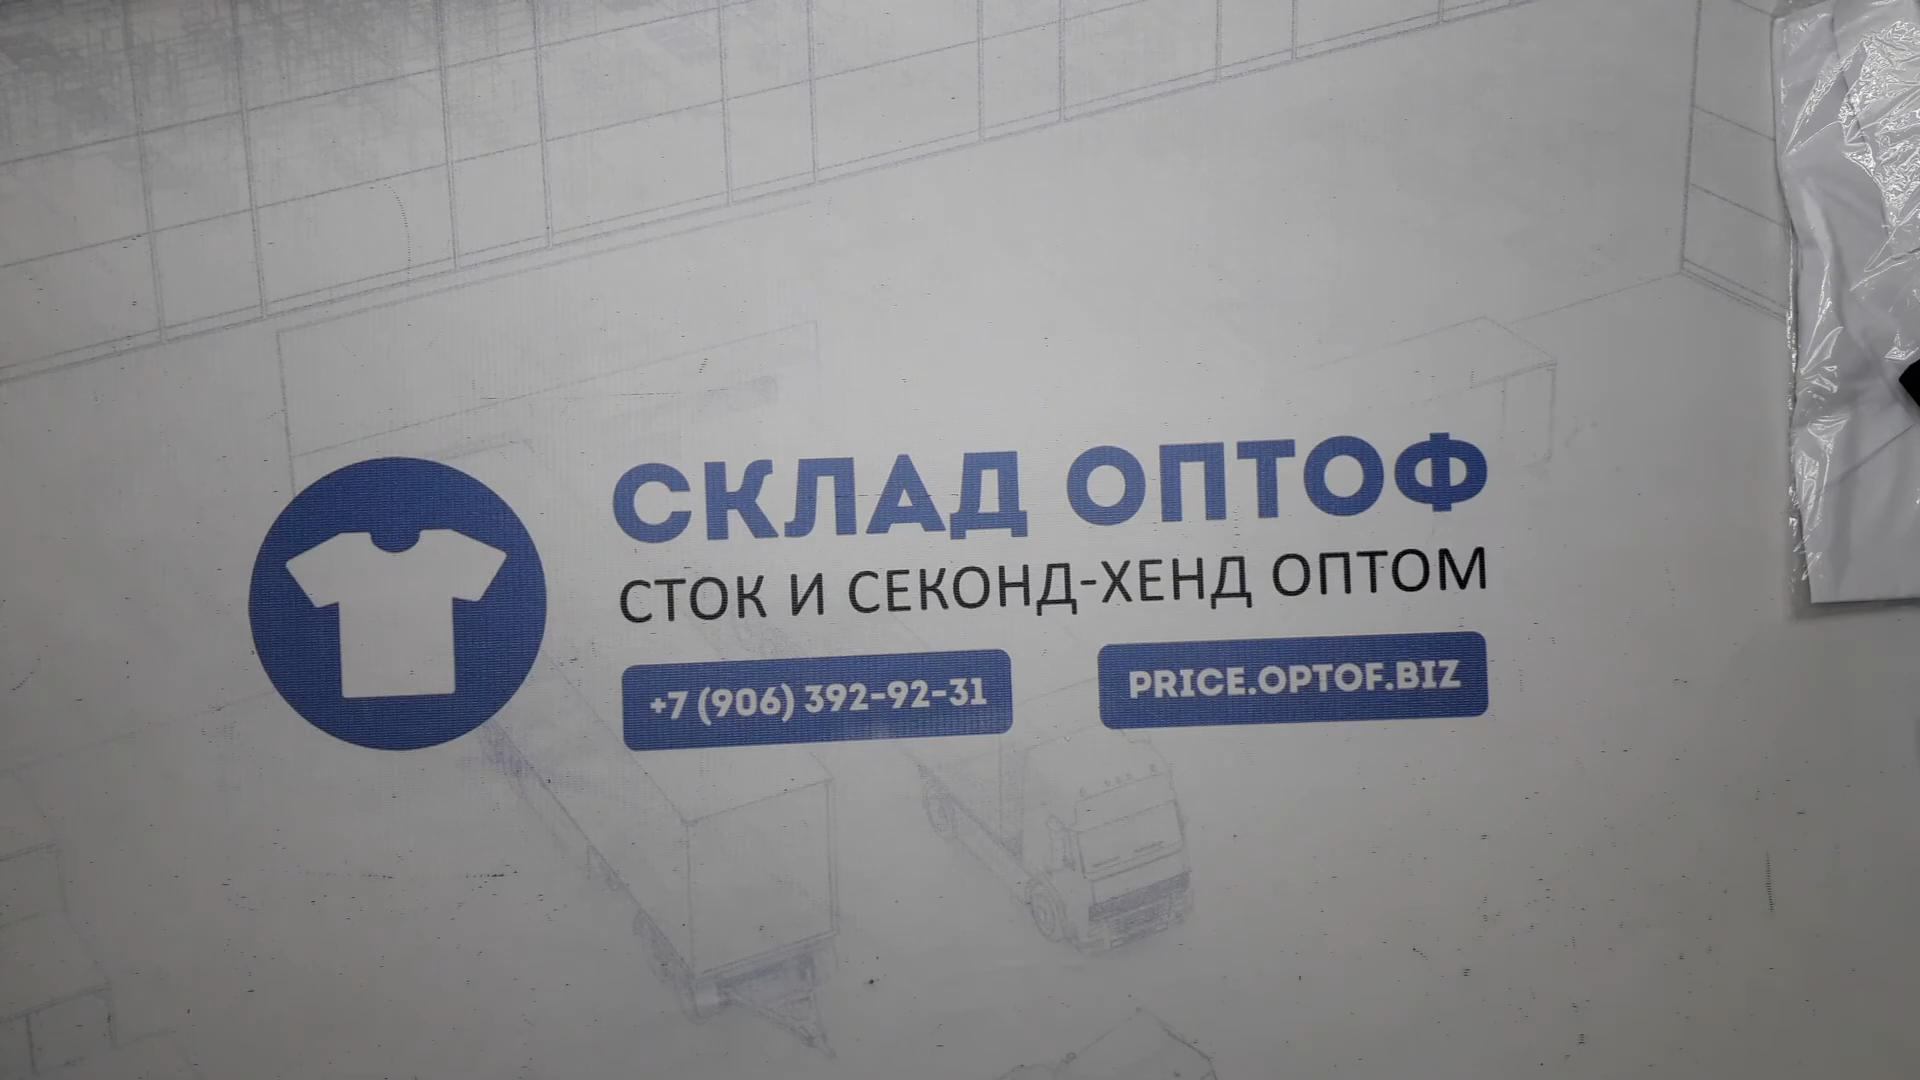 СКЛАД ОПТОФ
СТОК И СЕКОНД-ХЕНД ОПТОМ
+7 (906) 392-92-31
PRICE.OPTOF.BIZ